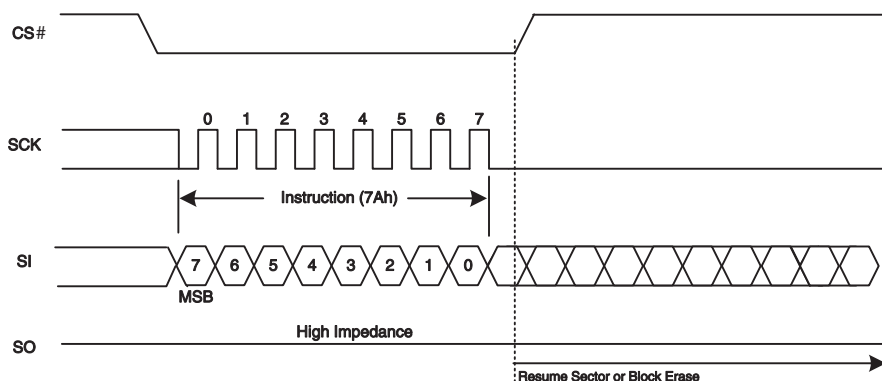 CS#
SCK
0 1 2 3 4 5 6 7
Instruction (7Ah)
SI
7 6 5 4 3 2 1 0
MSB
High Impedance
SO
Resume Sector or Block Erase